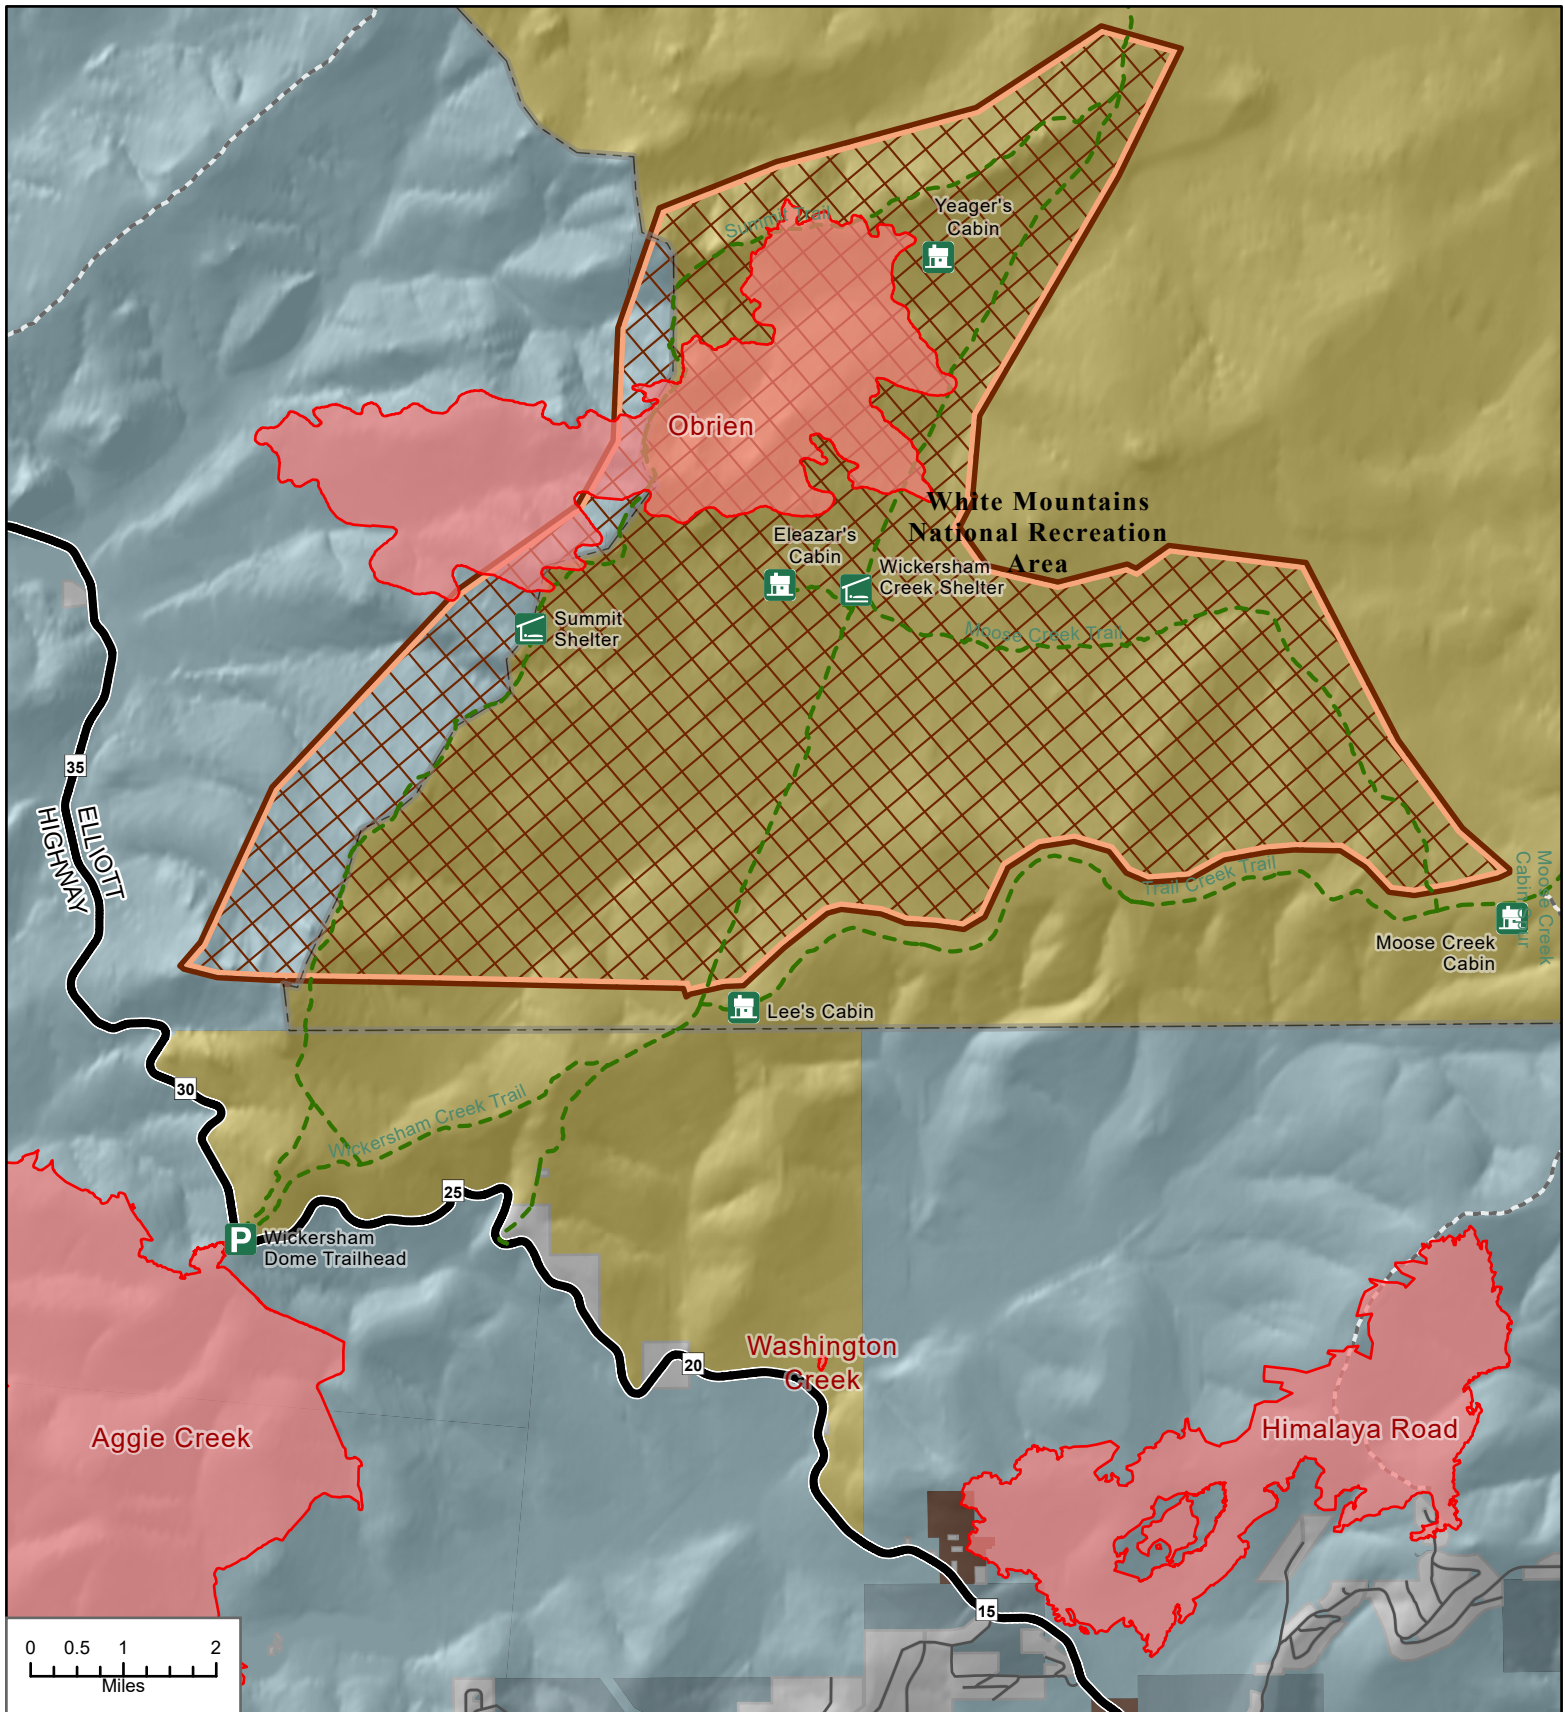 Summit Trail
Yeager's
Cabin
Obrien
White Mountains
National Recreation
Area
Eleazar's
Cabin
Wickersham
Creek Shelter
Summit
Shelter
Moose Creek Trail
35
ELLIOTT
HIGHWAY
Trail Creek Trail
Moose Creek
Cabin Spur
Moose Creek
Cabin
Lee's Cabin
30
Wickersham Creek Trail
25
P
Wickersham
Dome Trailhead
20
Washington
Creek
Aggie Creek
Himalaya Road
15
0 0.5 1 2
Miles